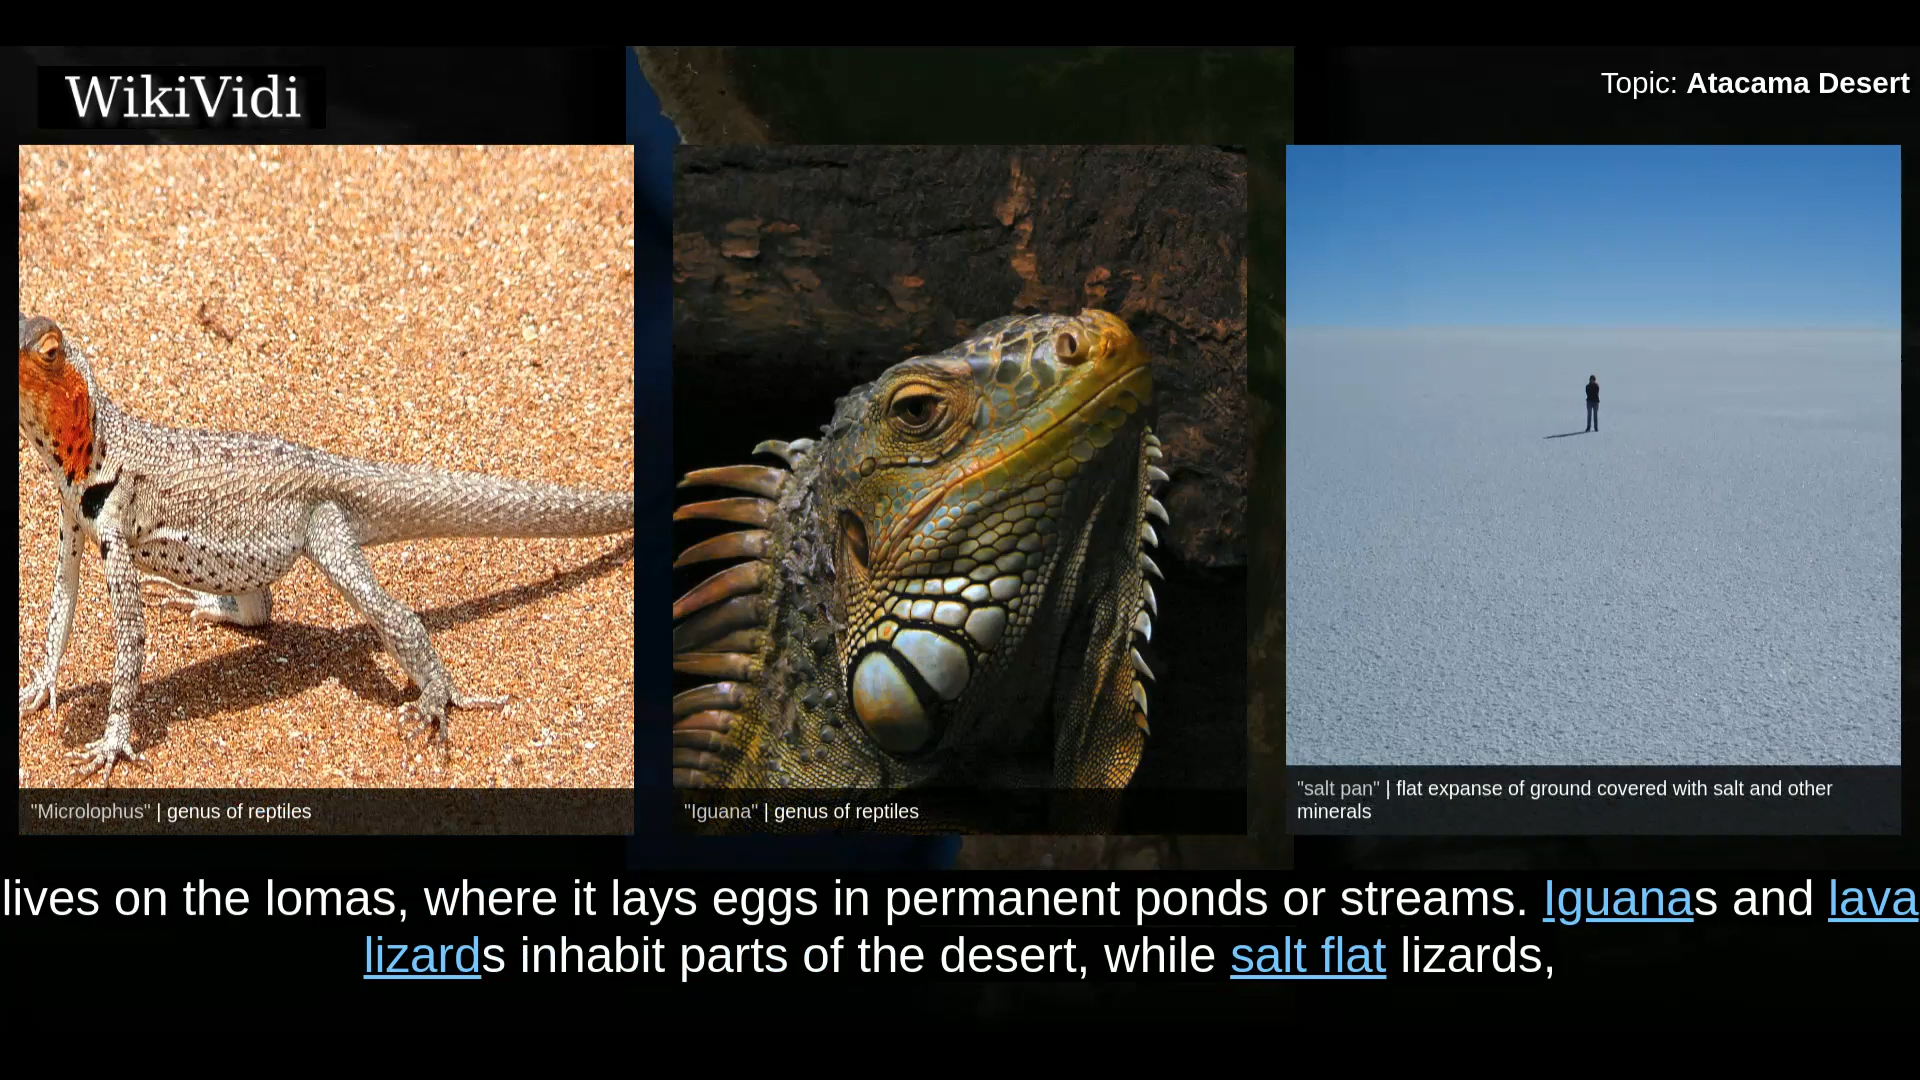 WikiVidi
Topic: Atacama Desert
"Microlophus" | genus of reptiles
"Iguana" | genus of reptiles
"salt pan" | flat expanse of ground covered with salt and other
minerals
lives on the lomas, where it lays eggs in permanent ponds or streams. Iguanas and lava
lizards inhabit parts of the desert, while salt flat lizards,